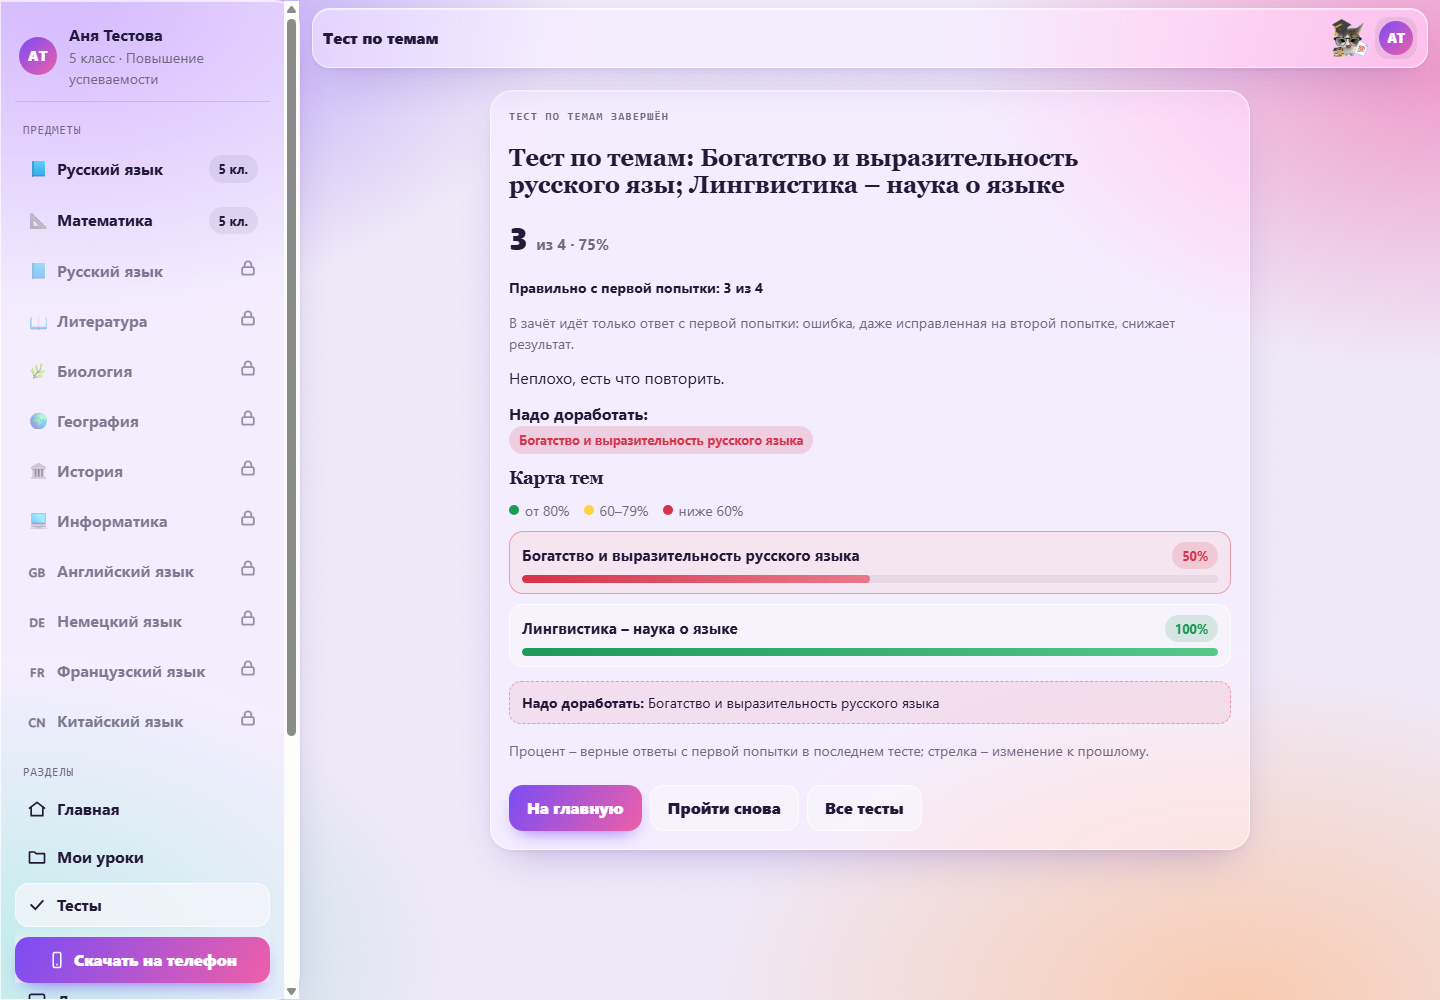 АТ
Аня Тестова
5 класс · Повышение
успеваемости
ПРЕДМЕТЫ
Русский язык
5 кл.
Математика
5 кл.
Русский язык
Литература
Биология
География
История
Информатика
GB Английский язык
DE Немецкий язык
FR Французский язык
CN Китайский язык
РАЗДЕЛЫ
Главная
Мои уроки
Тесты
Скачать на телефон
Тест по темам
АТ
ТЕСТ ПО ТЕМАМ ЗАВЕРШЁН
Тест по темам: Богатство и выразительность
русского язы; Лингвистика – наука о языке
3 из 4 · 75%
Правильно с первой попытки: 3 из 4
В зачёт идёт только ответ с первой попытки: ошибка, даже исправленная на второй попытке, снижает
результат.
Неплохо, есть что повторить.
Надо доработать:
Богатство и выразительность русского языка
Карта тем
от 80% 60–79% ниже 60%
Богатство и выразительность русского языка
50%
Лингвистика – наука о языке
100%
Надо доработать: Богатство и выразительность русского языка
Процент – верные ответы с первой попытки в последнем тесте; стрелка – изменение к прошлому.
На главную
Пройти снова
Все тесты